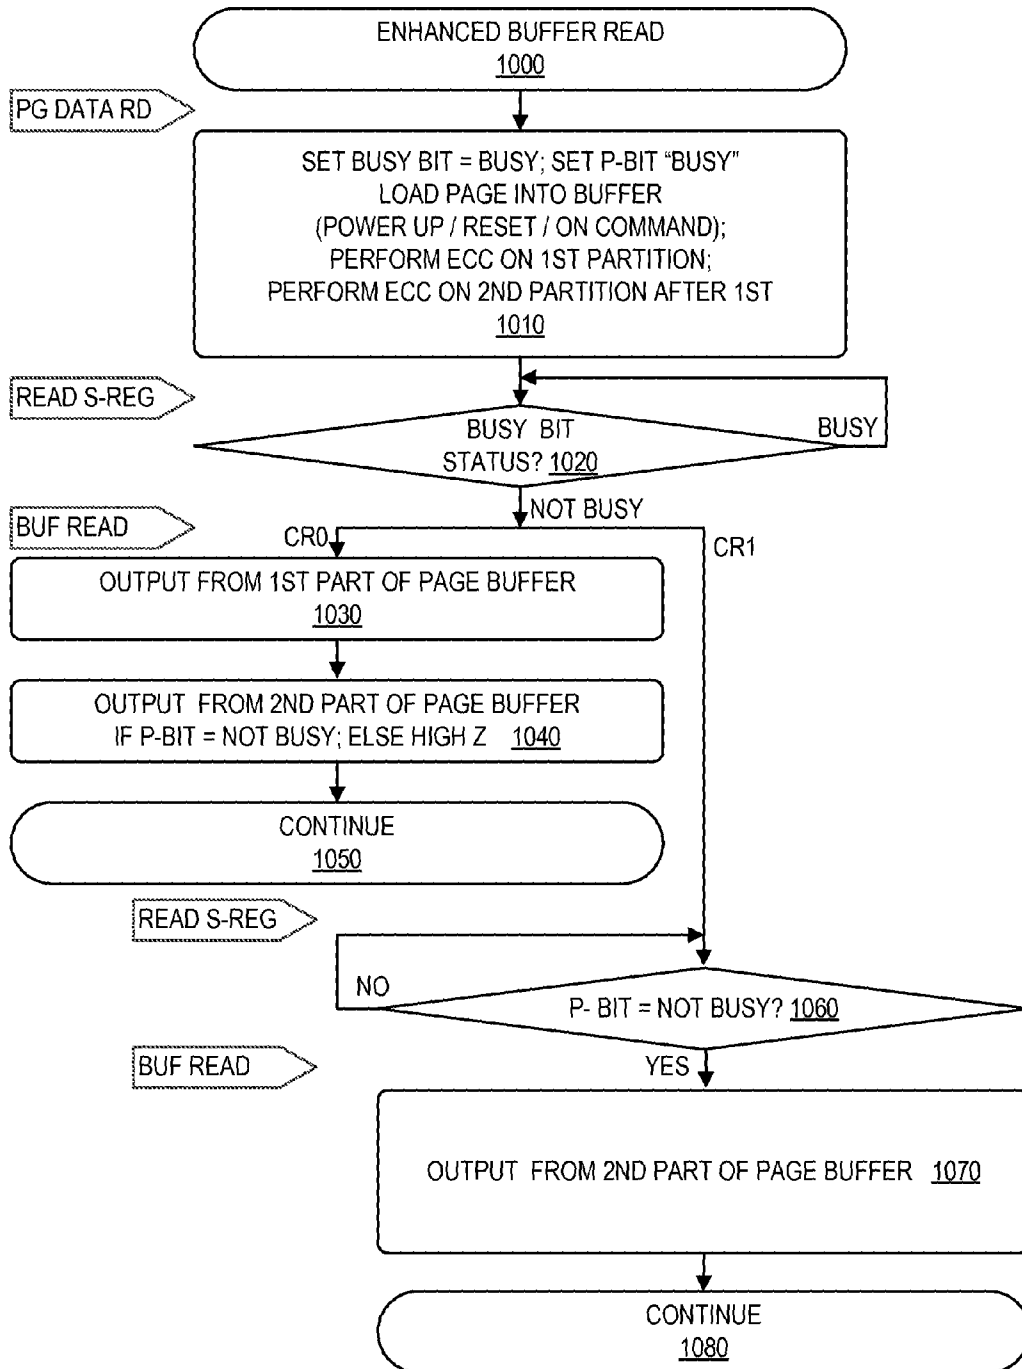 ENHANCED BUFFER READ
1000
PG DATA RD
SET BUSY BIT = BUSY; SET P-BIT “BUSY”
LOAD PAGE INTO BUFFER
(POWER UP / RESET / ON COMMAND);
PERFORM ECC ON 1ST PARTITION;
PERFORM ECC ON 2ND PARTITION AFTER 1ST
1010
READ S-REG
BUSY BIT
STATUS? 1020
BUSY
NOT BUSY
BUF READ
CR0
CR1
OUTPUT FROM 1ST PART OF PAGE BUFFER
1030
OUTPUT FROM 2ND PART OF PAGE BUFFER
IF P-BIT = NOT BUSY; ELSE HIGH Z 1040
CONTINUE
1050
READ S-REG
NO
P- BIT = NOT BUSY? 1060
BUF READ
YES
OUTPUT FROM 2ND PART OF PAGE BUFFER 1070
CONTINUE
1080